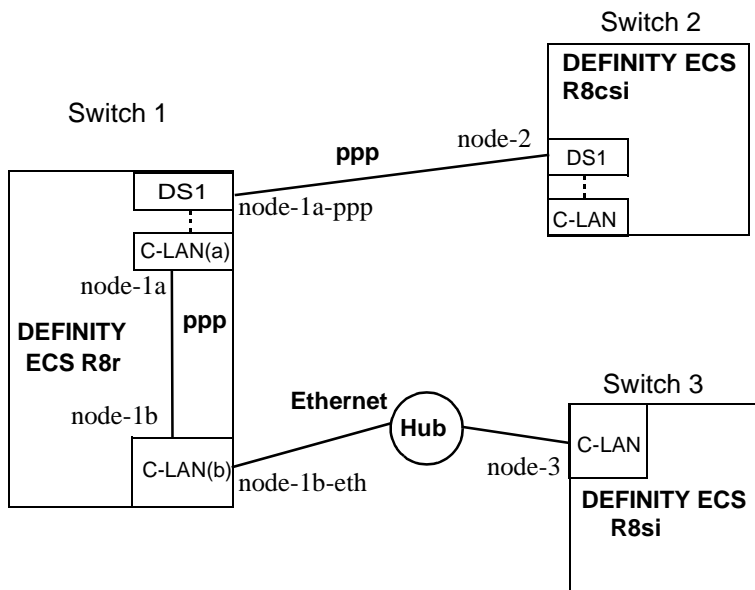 Switch 2
DEFINITY ECS
R8csi
Switch 1
node-2
ppp
DS1
DS1
node-1a-ppp
C-LAN
C-LAN(a)
node-1a
ppp
DEFINITY
ECS R8r
Switch 3
Ethernet
node-1b
Hub
C-LAN
C-LAN(b)
node-3
node-1b-eth
DEFINITY ECS
R8si